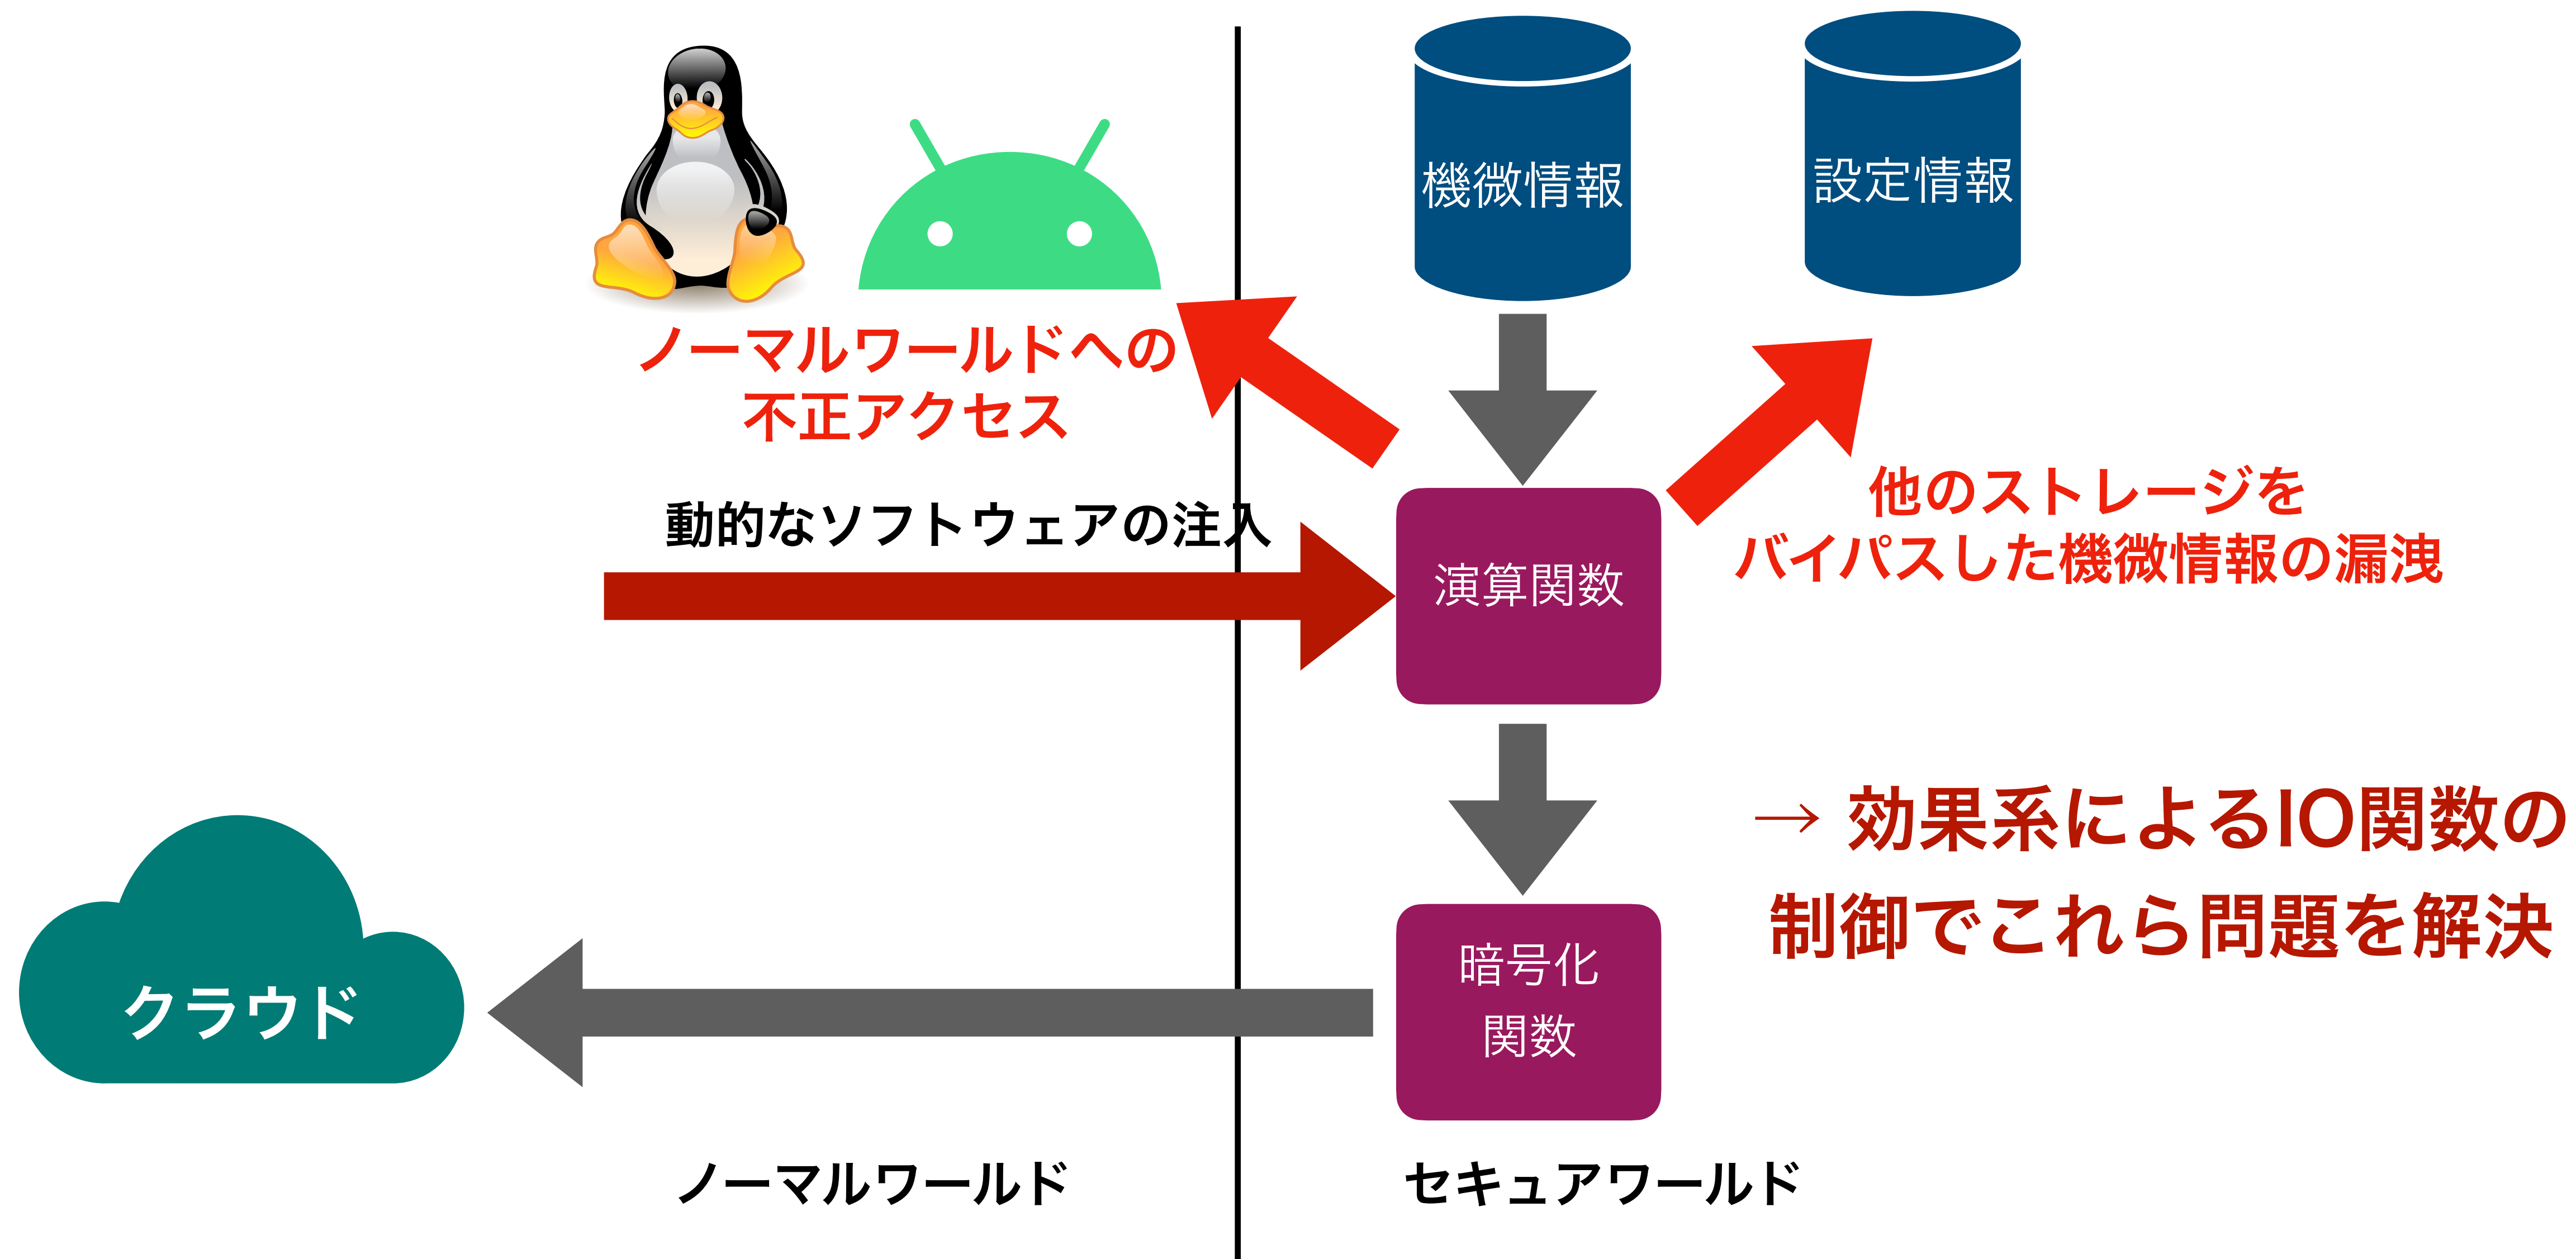 機微情報
設定情報
ノーマルワールドへの
不正アクセス
動的なソフトウェアの注入
他のストレージを
バイパスした機微情報の漏洩
演算関数
→ 効果系によるIO関数の
制御でこれら問題を解決
暗号化
関数
クラウド
ノーマルワールド
セキュアワールド